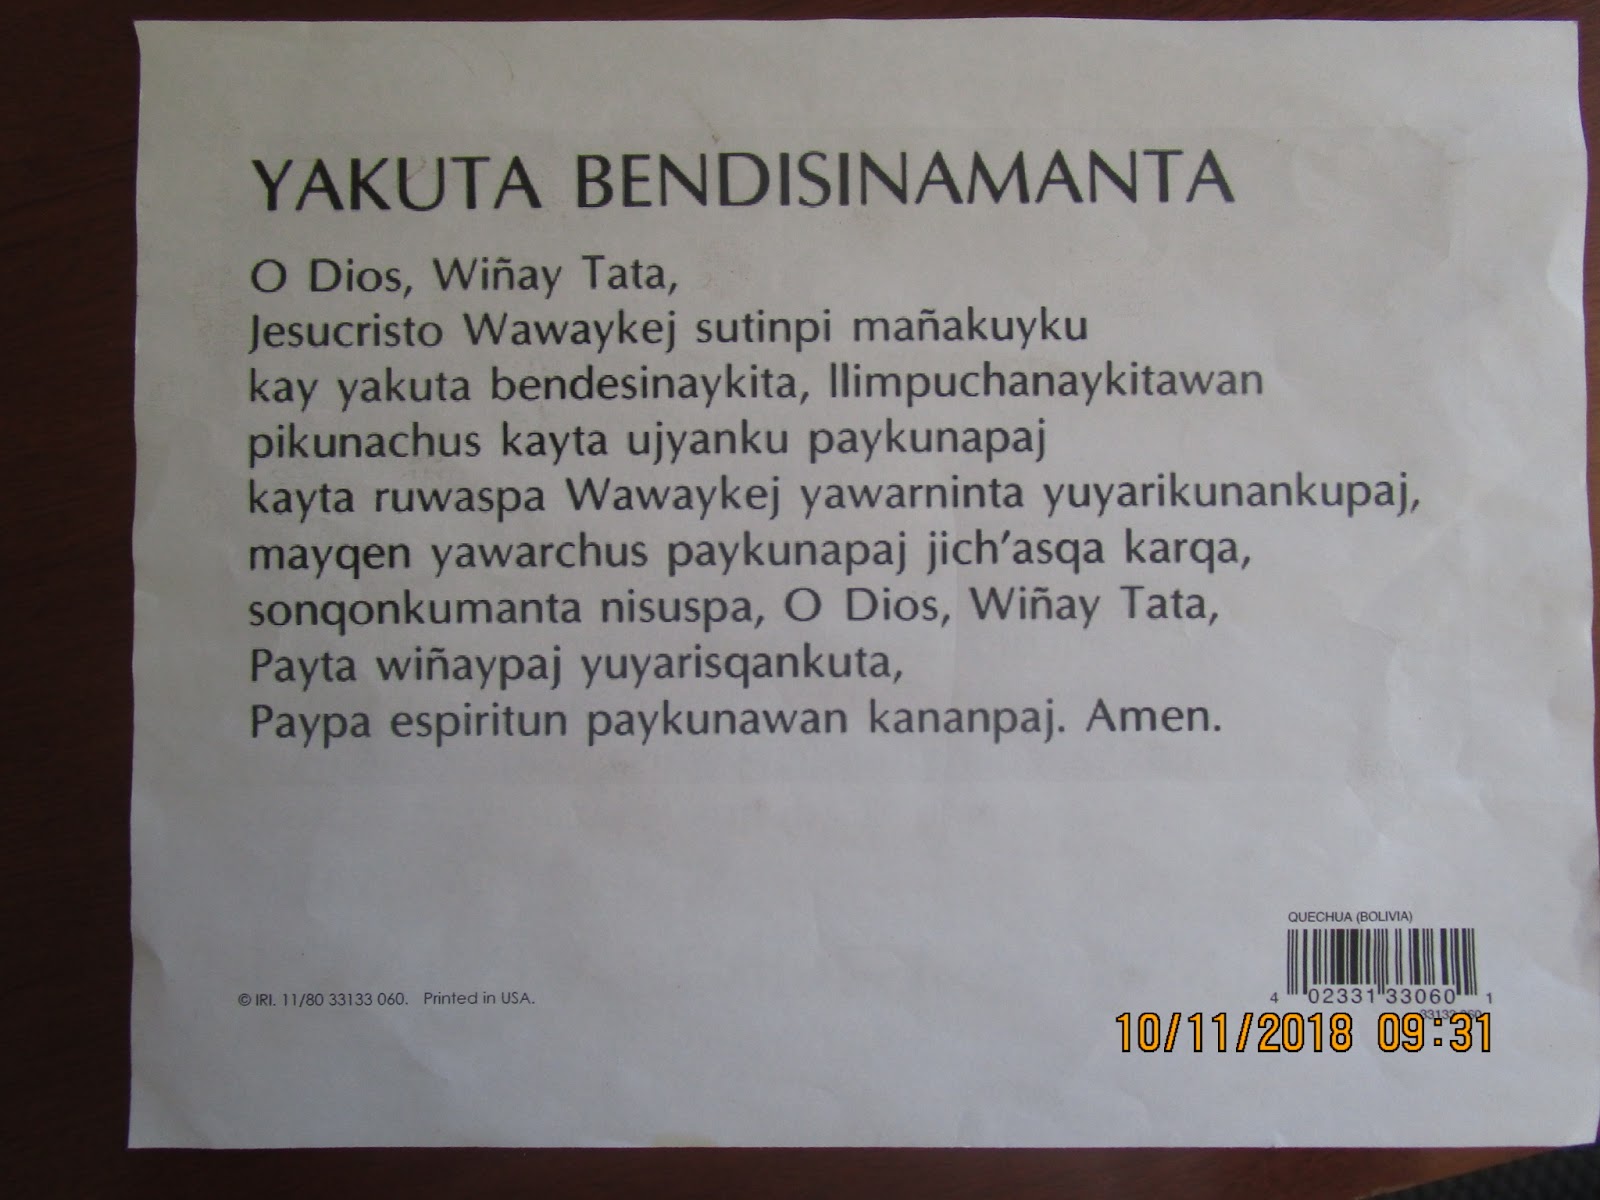 YAKUTA BENDISINAMANTA
O Dios, Wiñay Tata,
Jesucristo Wawaykej sutinpi mañakuyku
kay yakuta bendesinaykita, llimpuchanaykitawan
pikunachus kayta ujyanku paykunapaj
kayta ruwaspa Wawaykej yawarninta yuyarikunankupaj,
mayqen yawarchus paykunapaj jich’asqa karqa,
sonqonkumanta nisuspa, O Dios, Wiñay Tata,
Payta wiñaypaj yuyarisqankuta,
Paypa espiritun paykunawan kananpaj. Amen.
QUECHUA (BOLIVIA)
4 02331 33060 1
33133 060
© IRI. 11/80 33133 060. Printed in USA.
10/11/2018 09:31